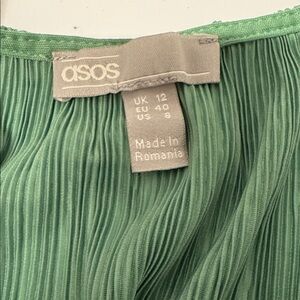 asos
UK 12
EU 40
US 8
Made In
Romania